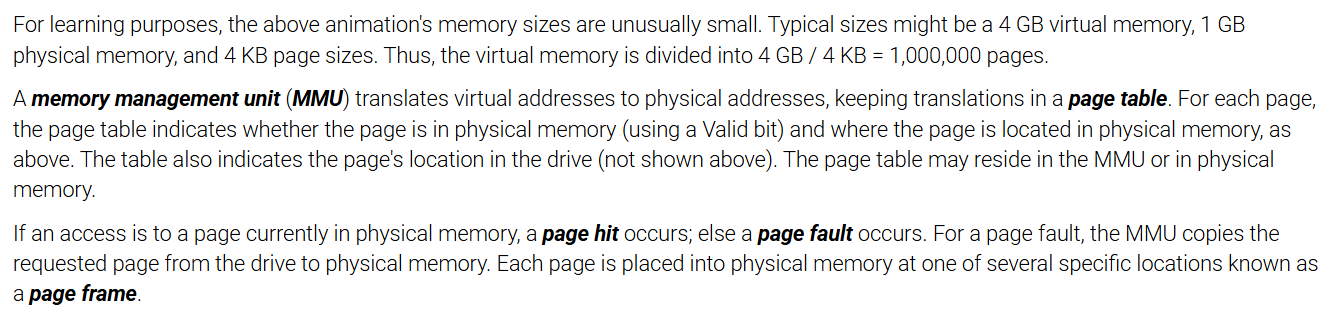 For learning purposes, the above animation's memory sizes are unusually small. Typical sizes might be a 4 GB virtual memory, 1 GB
physical memory, and 4 KB page sizes. Thus, the virtual memory is divided into 4 GB / 4 KB = 1,000,000 pages.
A memory management unit (MMU) translates virtual addresses to physical addresses, keeping translations in a page table. For each page,
the page table indicates whether the page is in physical memory (using a Valid bit) and where the page is located in physical memory, as
above. The table also indicates the page's location in the drive (not shown above). The page table may reside in the MMU or in physical
memory.
If an access is to a page currently in physical memory, a page hit occurs; else a page fault occurs. For a page fault, the MMU copies the
requested page from the drive to physical memory. Each page is placed into physical memory at one of several specific locations known as
a page frame.